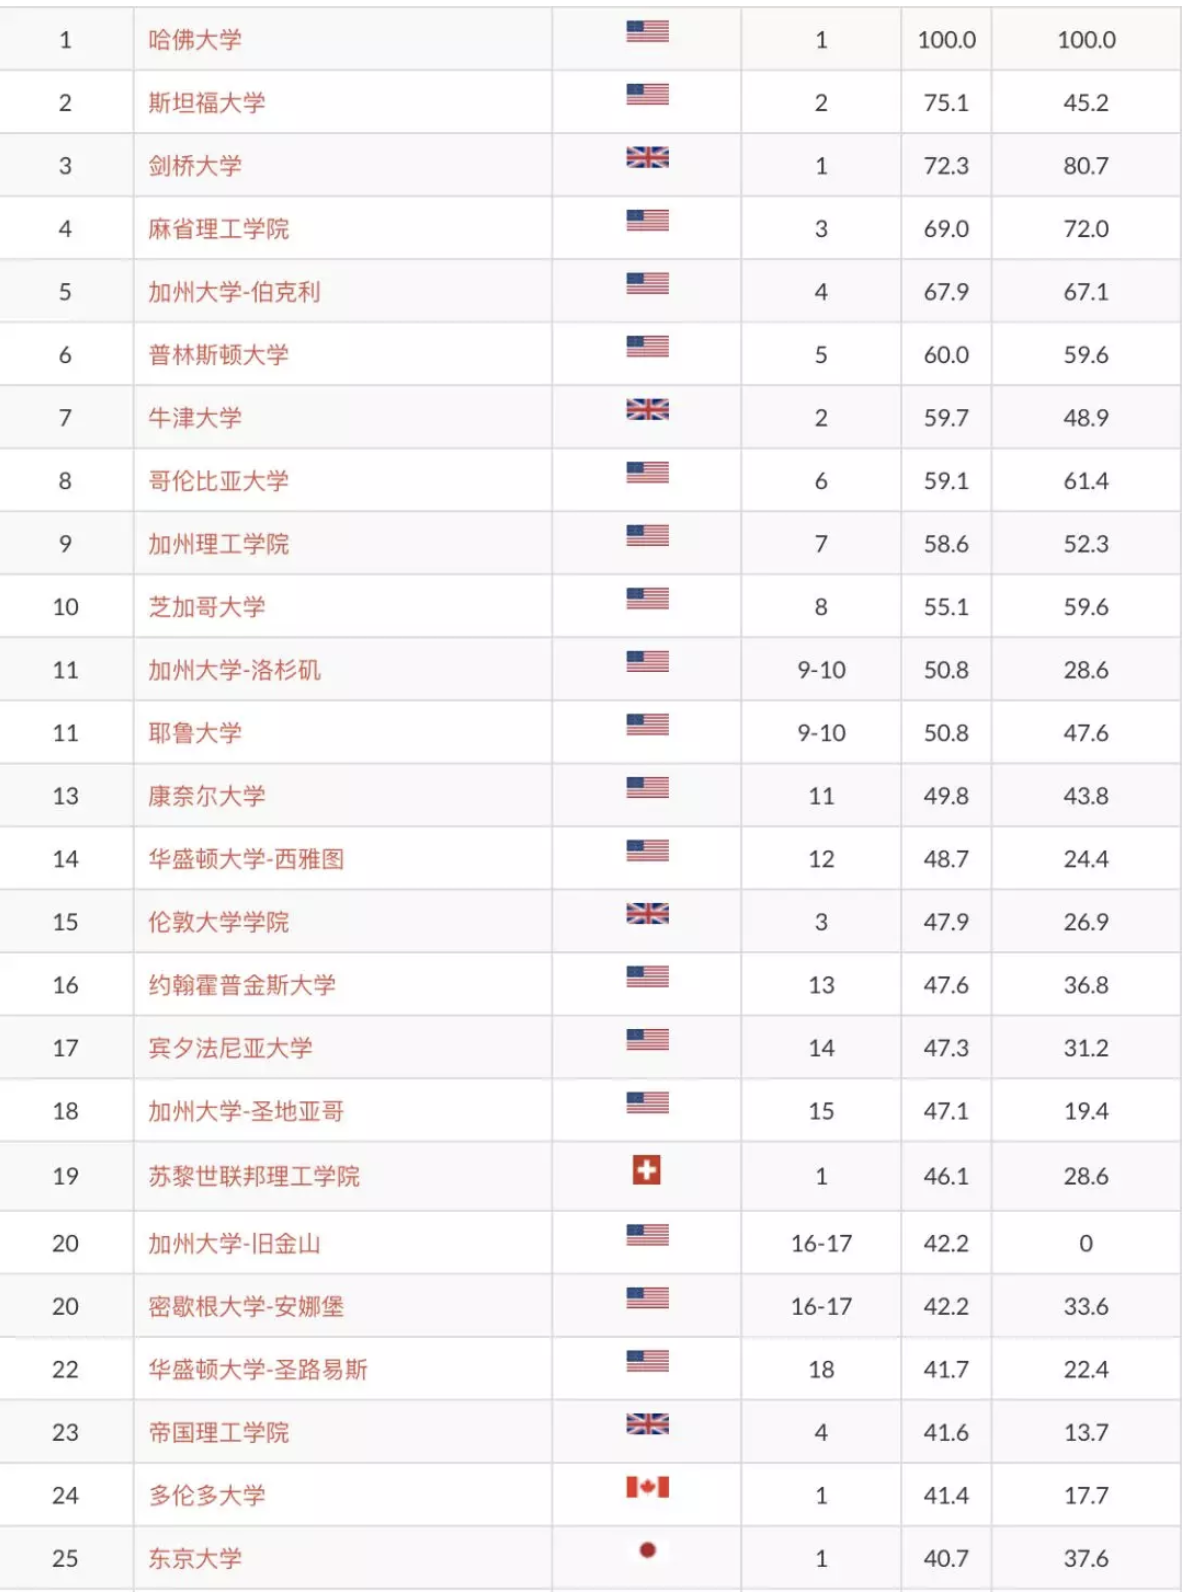 1 哈佛大学 1 100.0 100.0
2 斯坦福大学 2 75.1 45.2
3 剑桥大学 1 72.3 80.7
4 麻省理工学院 3 69.0 72.0
5 加州大学-伯克利 4 67.9 67.1
6 普林斯顿大学 5 60.0 59.6
7 牛津大学 2 59.7 48.9
8 哥伦比亚大学 6 59.1 61.4
9 加州理工学院 7 58.6 52.3
10 芝加哥大学 8 55.1 59.6
11 加州大学-洛杉矶 9-10 50.8 28.6
11 耶鲁大学 9-10 50.8 47.6
13 康奈尔大学 11 49.8 43.8
14 华盛顿大学-西雅图 12 48.7 24.4
15 伦敦大学学院 3 47.9 26.9
16 约翰霍普金斯大学 13 47.6 36.8
17 宾夕法尼亚大学 14 47.3 31.2
18 加州大学-圣地亚哥 15 47.1 19.4
19 苏黎世联邦理工学院 1 46.1 28.6
20 加州大学-旧金山 16-17 42.2 0
20 密歇根大学-安娜堡 16-17 42.2 33.6
22 华盛顿大学-圣路易斯 18 41.7 22.4
23 帝国理工学院 4 41.6 13.7
24 多伦多大学 1 41.4 17.7
25 东京大学 1 40.7 37.6